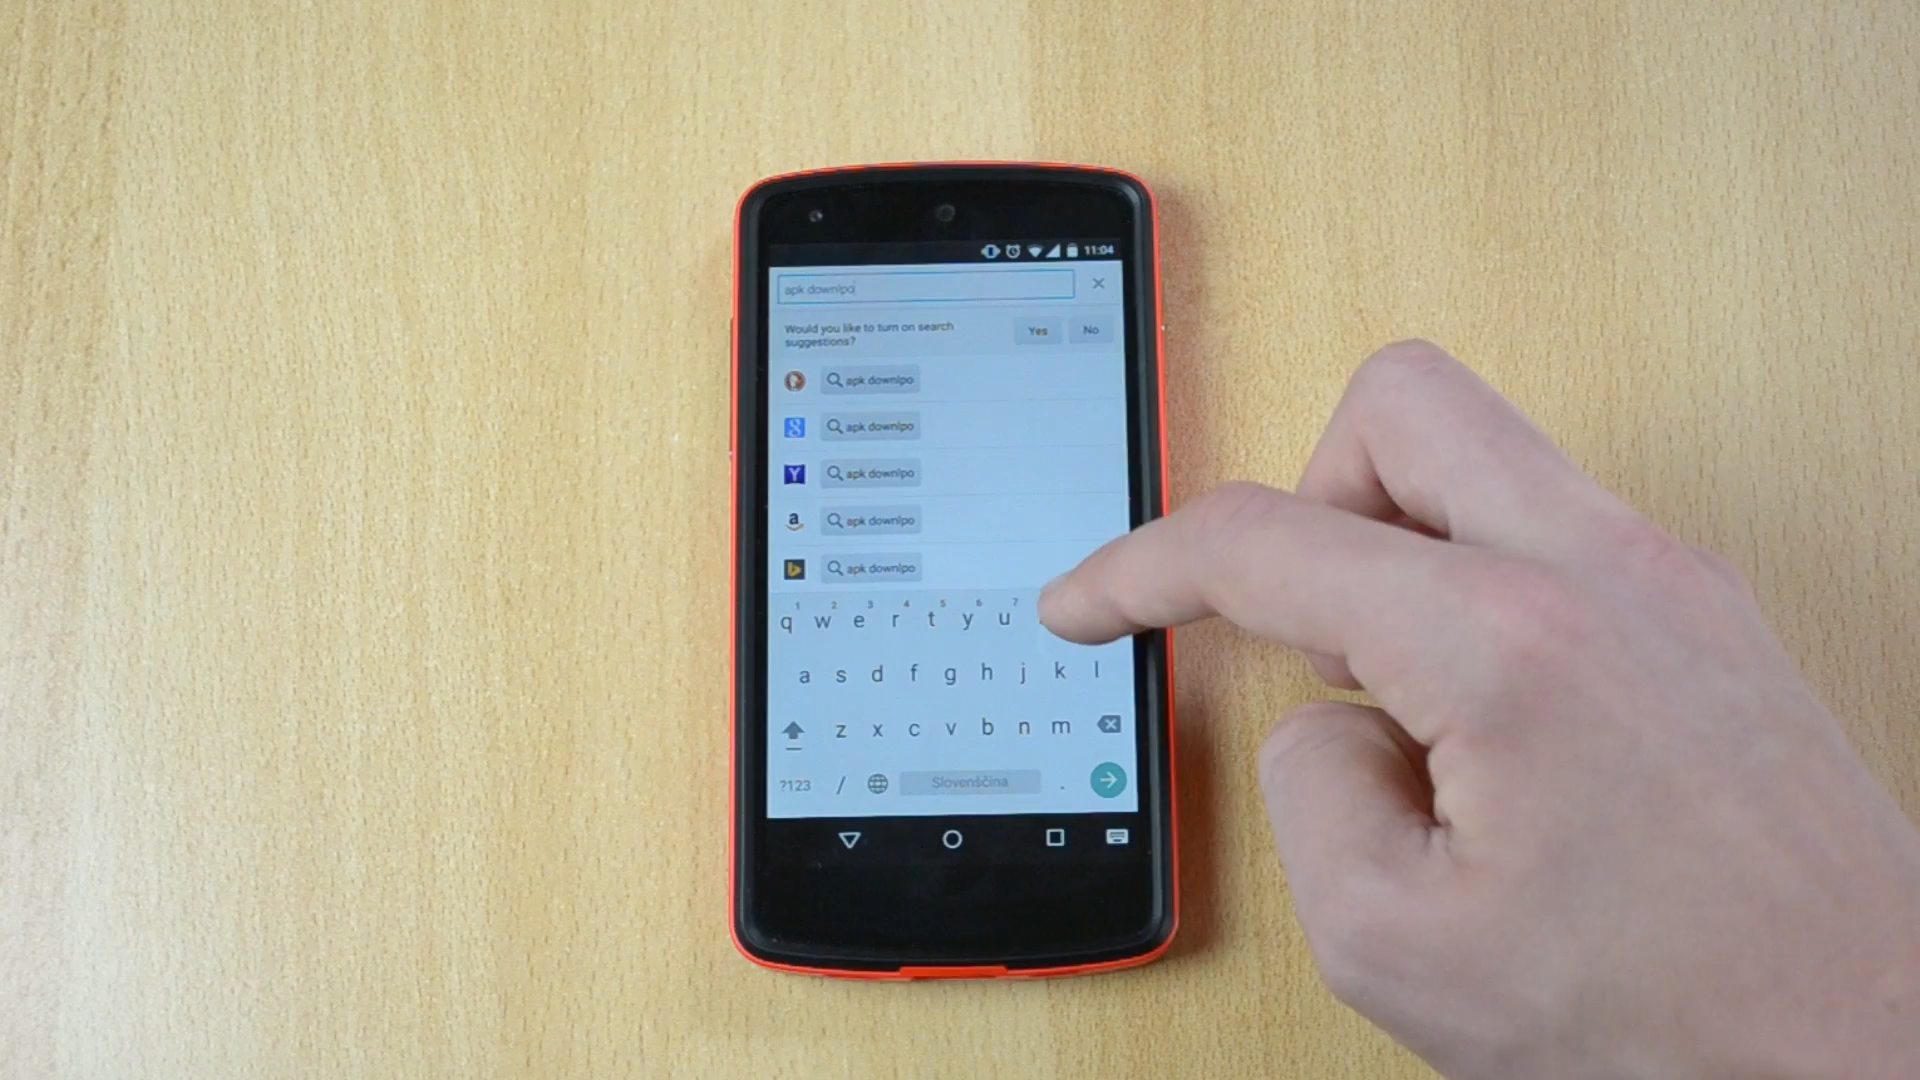 11:04
apk downlpo
Would you like to turn on search
suggestions?
Yes No
apk downlpo
apk downlpo
Y apk downlpo
a apk downlpo
apk downlpo
1 2 3 4 5 6 7
q w e r t y u
a s d f g h j k l
z x c v b n m
?123 / Slovenščina .